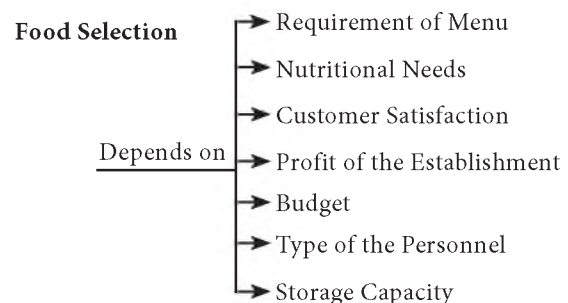 Food Selection
Depends on
Requirement of Menu
Nutritional Needs
Customer Satisfaction
Profit of the Establishment
Budget
Type of the Personnel
Storage Capacity